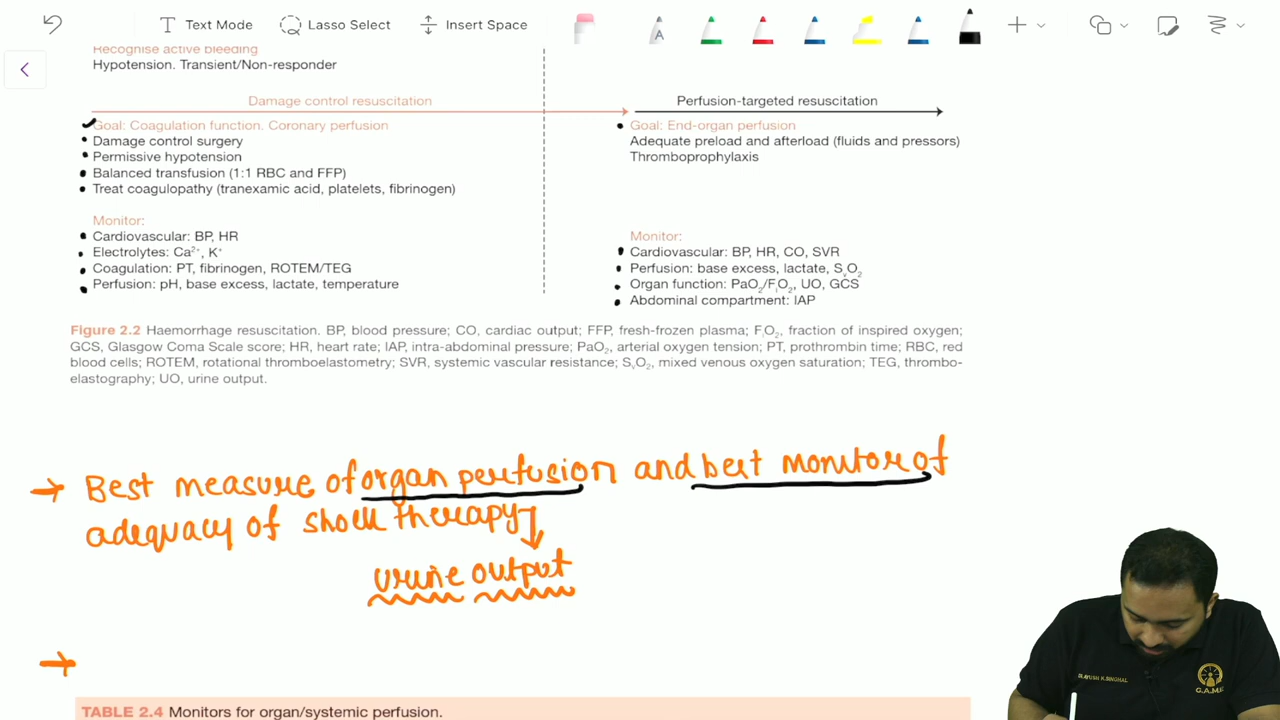 Text Mode Lasso Select Insert Space
A
Recognise active bleeding
Hypotension. Transient/Non-responder
Damage control resuscitation
Perfusion-targeted resuscitation
Goal: Coagulation function. Coronary perfusion
Damage control surgery
Permissive hypotension
Balanced transfusion (1:1 RBC and FFP)
Treat coagulopathy (tranexamic acid, platelets, fibrinogen)
Goal: End-organ perfusion
Adequate preload and afterload (fluids and pressors)
Thromboprophylaxis
Monitor:
Cardiovascular: BP, HR
Electrolytes: Ca²⁺, K⁺
Coagulation: PT, fibrinogen, ROTEM/TEG
Perfusion: pH, base excess, lactate, temperature
Monitor:
Cardiovascular: BP, HR, CO, SVR
Perfusion: base excess, lactate, SvO₂
Organ function: PaO₂/FiO₂, UO, GCS
Abdominal compartment: IAP
Figure 2.2 Haemorrhage resuscitation. BP, blood pressure; CO, cardiac output; FFP, fresh-frozen plasma; FiO₂, fraction of inspired oxygen;
GCS, Glasgow Coma Scale score; HR, heart rate; IAP, intra-abdominal pressure; PaO₂, arterial oxygen tension; PT, prothrombin time; RBC, red
blood cells; ROTEM, rotational thromboelastometry; SVR, systemic vascular resistance; SvO₂, mixed venous oxygen saturation; TEG, thrombo-
elastography; UO, urine output.
→ Best measure of organ perfusion and best monitor of
adequacy of shock therapy
urine output
→
TABLE 2.4 Monitors for organ/systemic perfusion.
G.A.M.E